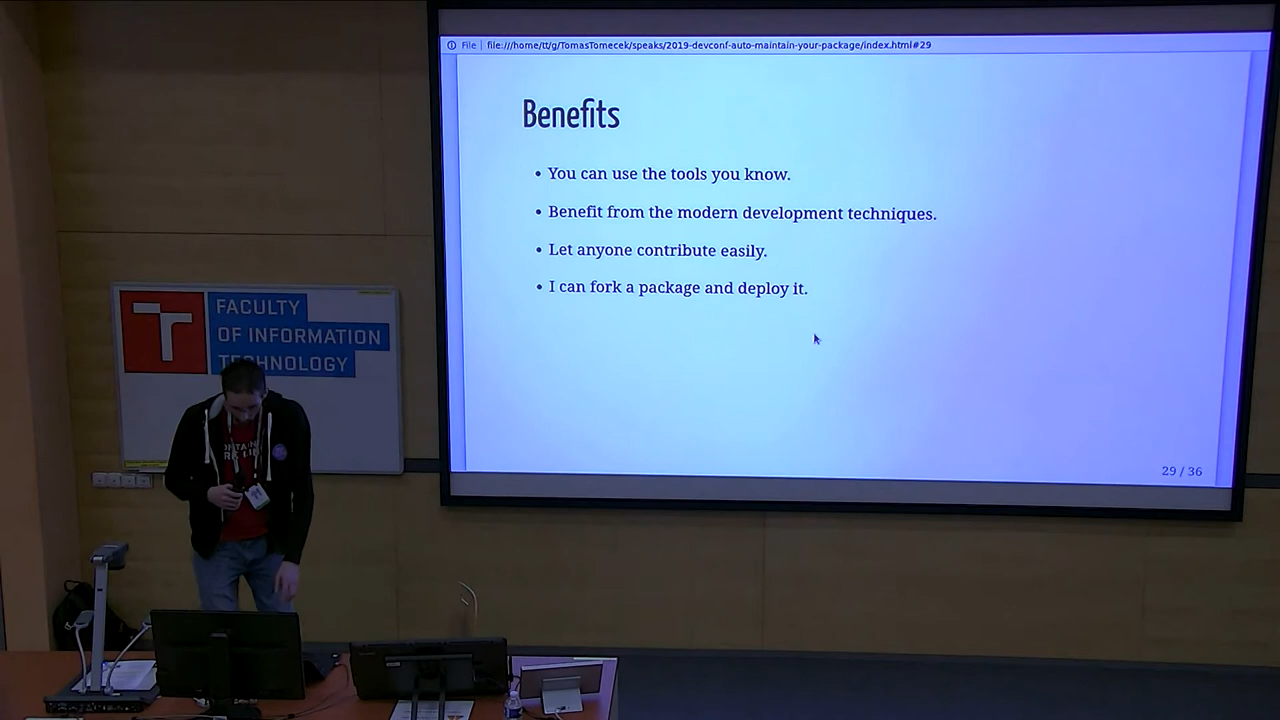 File file:///home/tt/g/TomasTomecek/speaks/2019-devconf-auto-maintain-your-package/index.html#29
Benefits
• You can use the tools you know.
• Benefit from the modern development techniques.
• Let anyone contribute easily.
• I can fork a package and deploy it.
29 / 36
T
FACULTY
OF INFORMATION
TECHNOLOGY